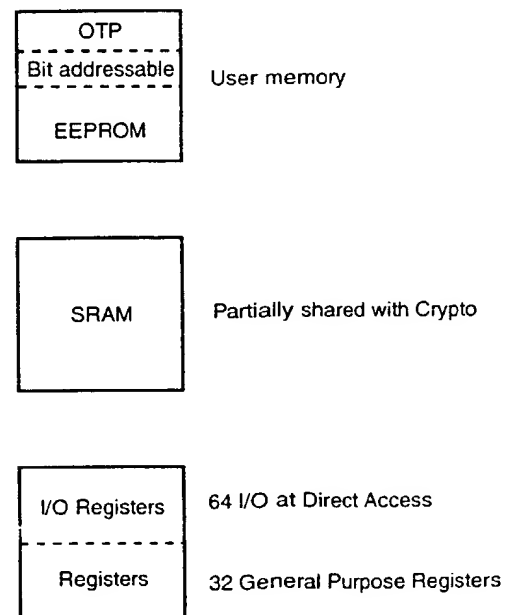 OTP
Bit addressable
EEPROM
User memory
SRAM
Partially shared with Crypto
I/O Registers
64 I/O at Direct Access
Registers
32 General Purpose Registers